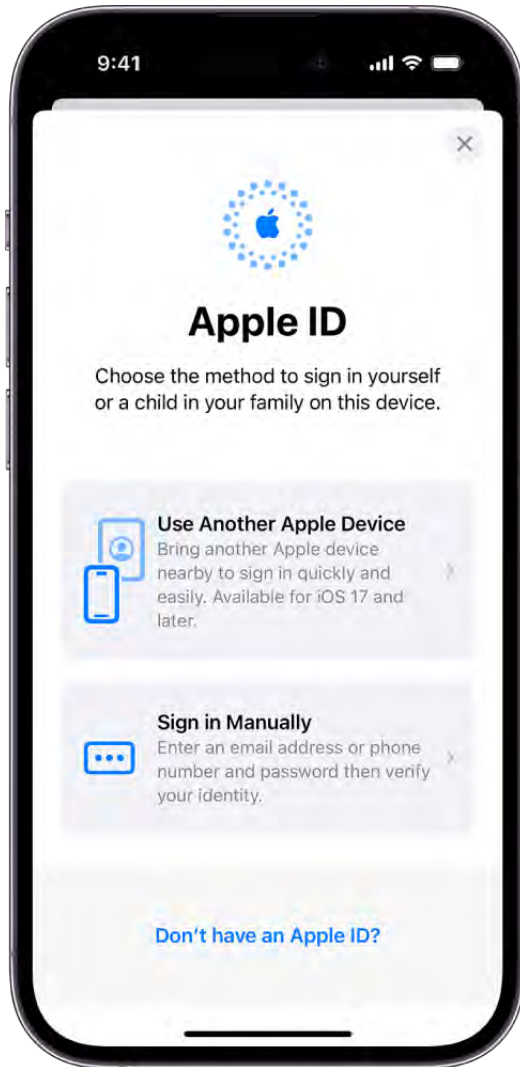 9:41
Apple ID
Choose the method to sign in yourself
or a child in your family on this device.
Use Another Apple Device
Bring another Apple device
nearby to sign in quickly and
easily. Available for iOS 17 and
later.
Sign in Manually
Enter an email address or phone
number and password then verify
your identity.
Don't have an Apple ID?